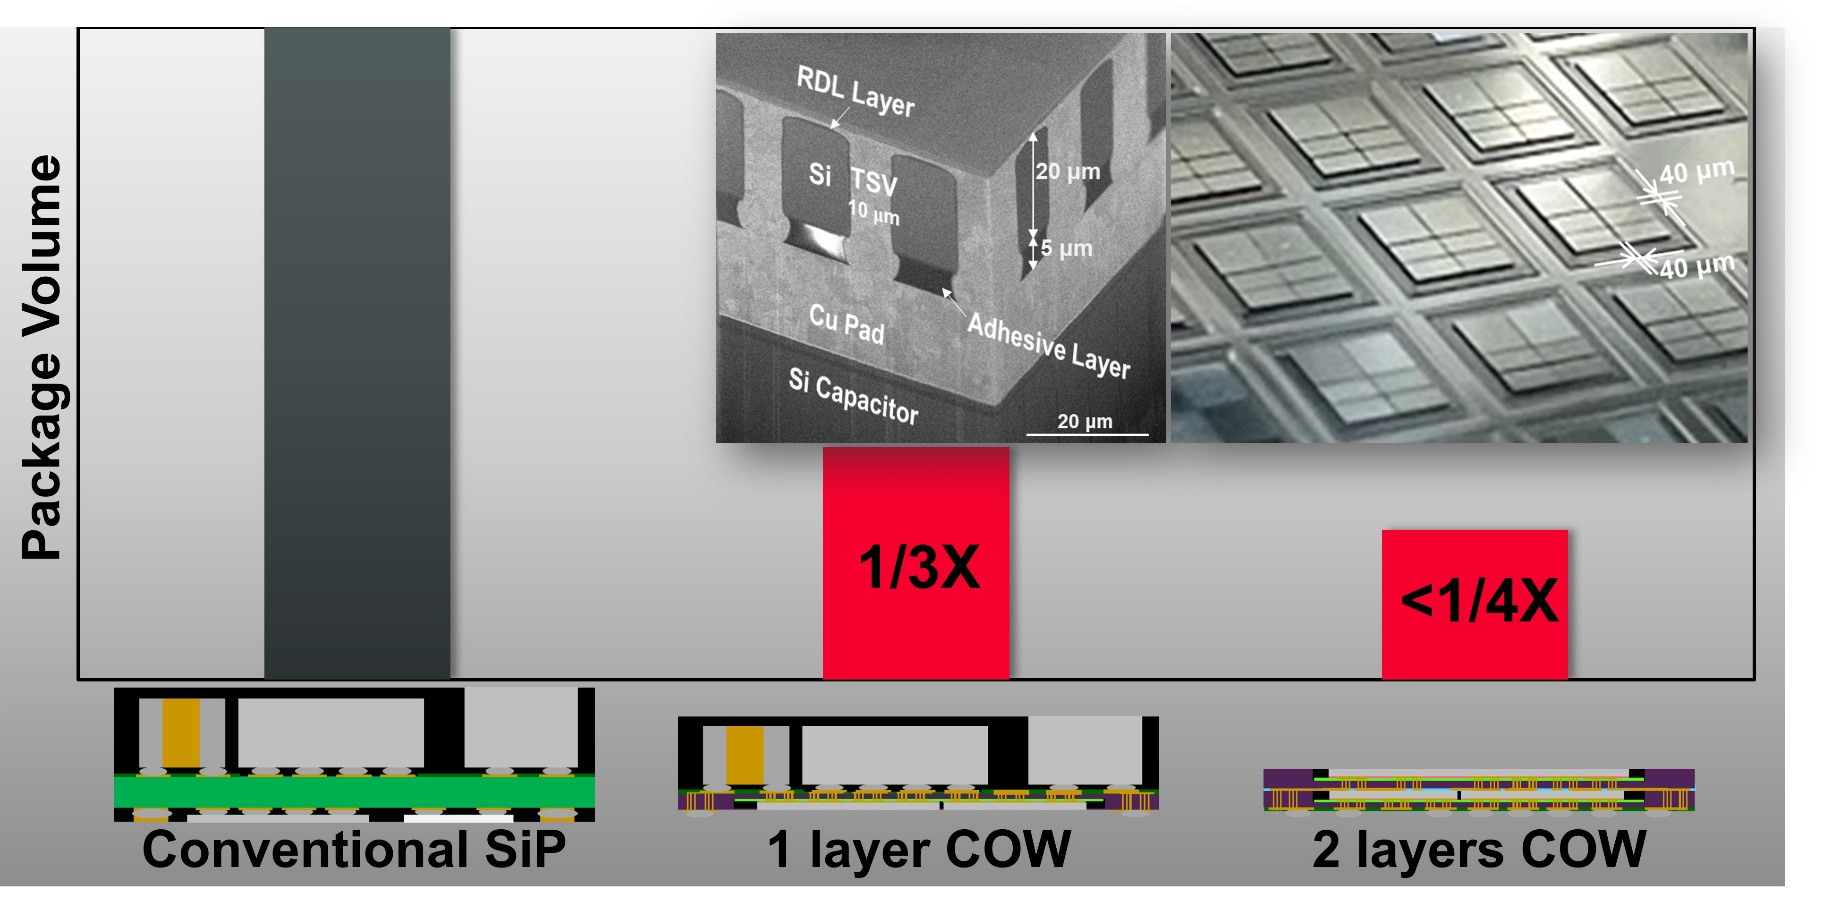 Package Volume
RDL Layer
Si
TSV
10 µm
20 µm
5 µm
Cu Pad
Adhesive Layer
Si Capacitor
20 µm
40 µm
40 µm
1/3X
<1/4X
Conventional SiP
1 layer COW
2 layers COW